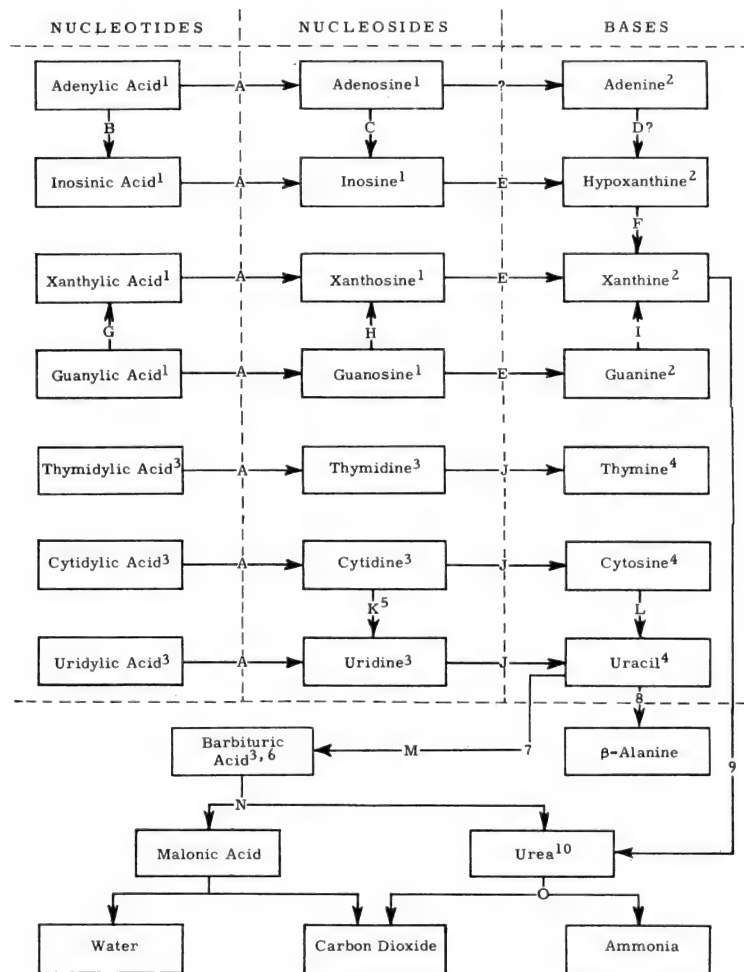 NUCLEOTIDES NUCLEOSIDES BASES
Adenylic Acid¹ A Adenosine¹ ? Adenine²
B C D?
Inosinic Acid¹ A Inosine¹ E Hypoxanthine²
F
Xanthylic Acid¹ A Xanthosine¹ E Xanthine²
G H I
Guanylic Acid¹ A Guanosine¹ E Guanine²
Thymidylic Acid³ A Thymidine³ J Thymine⁴
Cytidylic Acid³ A Cytidine³ J Cytosine⁴
K⁵ L
Uridylic Acid³ A Uridine³ J Uracil⁴
8
Barbituric
Acid³,⁶ M 7 β-Alanine 9
N
Malonic Acid Urea¹⁰
O
Water Carbon Dioxide Ammonia